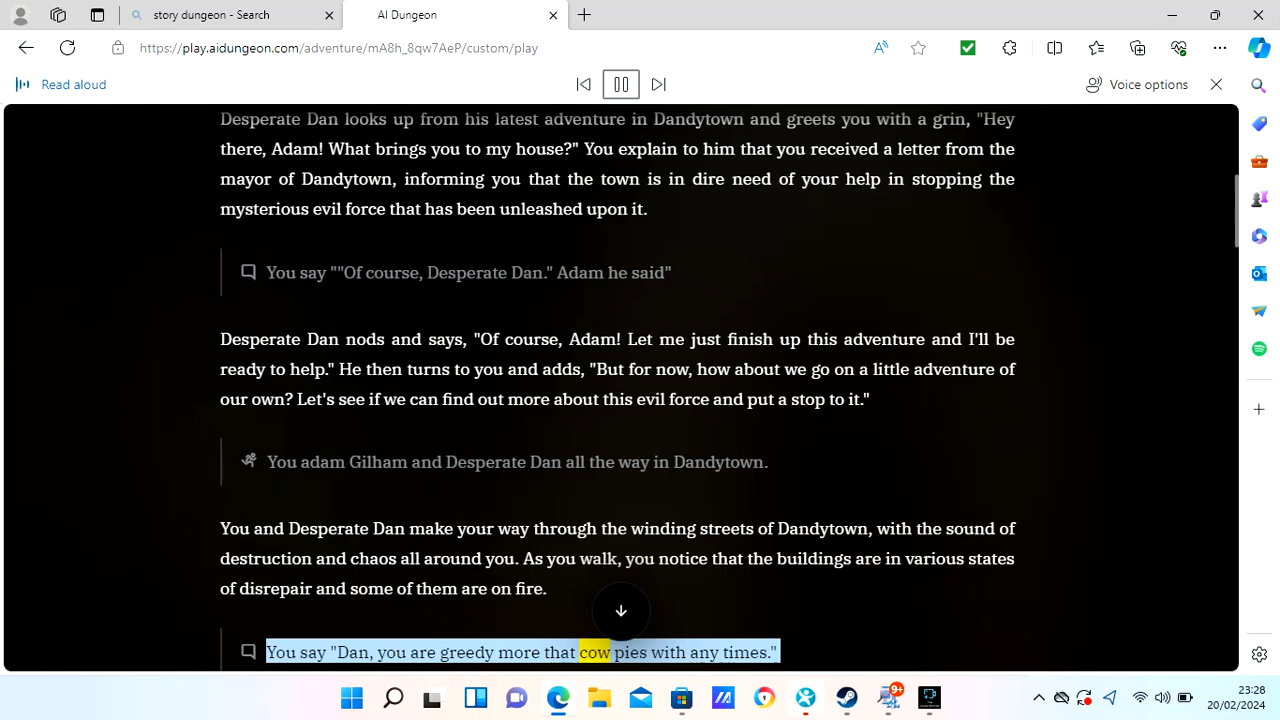 story dungeon - Search
AI Dungeon
https://play.aidungeon.com/adventure/mA8h_8qw7AeP/custom/play
Read aloud
Voice options
Desperate Dan looks up from his latest adventure in Dandytown and greets you with a grin, "Hey
there, Adam! What brings you to my house?" You explain to him that you received a letter from the
mayor of Dandytown, informing you that the town is in dire need of your help in stopping the
mysterious evil force that has been unleashed upon it.
You say ""Of course, Desperate Dan." Adam he said"
Desperate Dan nods and says, "Of course, Adam! Let me just finish up this adventure and I'll be
ready to help." He then turns to you and adds, "But for now, how about we go on a little adventure of
our own? Let's see if we can find out more about this evil force and put a stop to it."
You adam Gilham and Desperate Dan all the way in Dandytown.
You and Desperate Dan make your way through the winding streets of Dandytown, with the sound of
destruction and chaos all around you. As you walk, you notice that the buildings are in various states
of disrepair and some of them are on fire.
You say "Dan, you are greedy more that cow pies with any times."
9+
23:28
20/02/2024